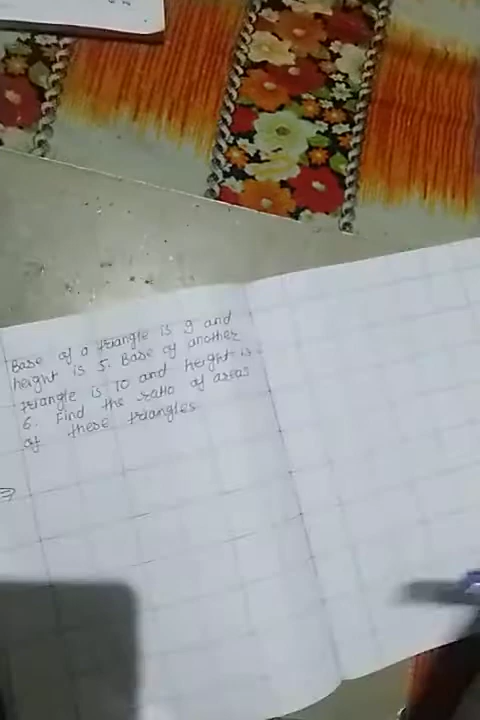 Base of a triangle is 9 and
height is 5. Base of another
triangle is 10 and height is
6. Find the ratio of areas
of these triangles
⇒